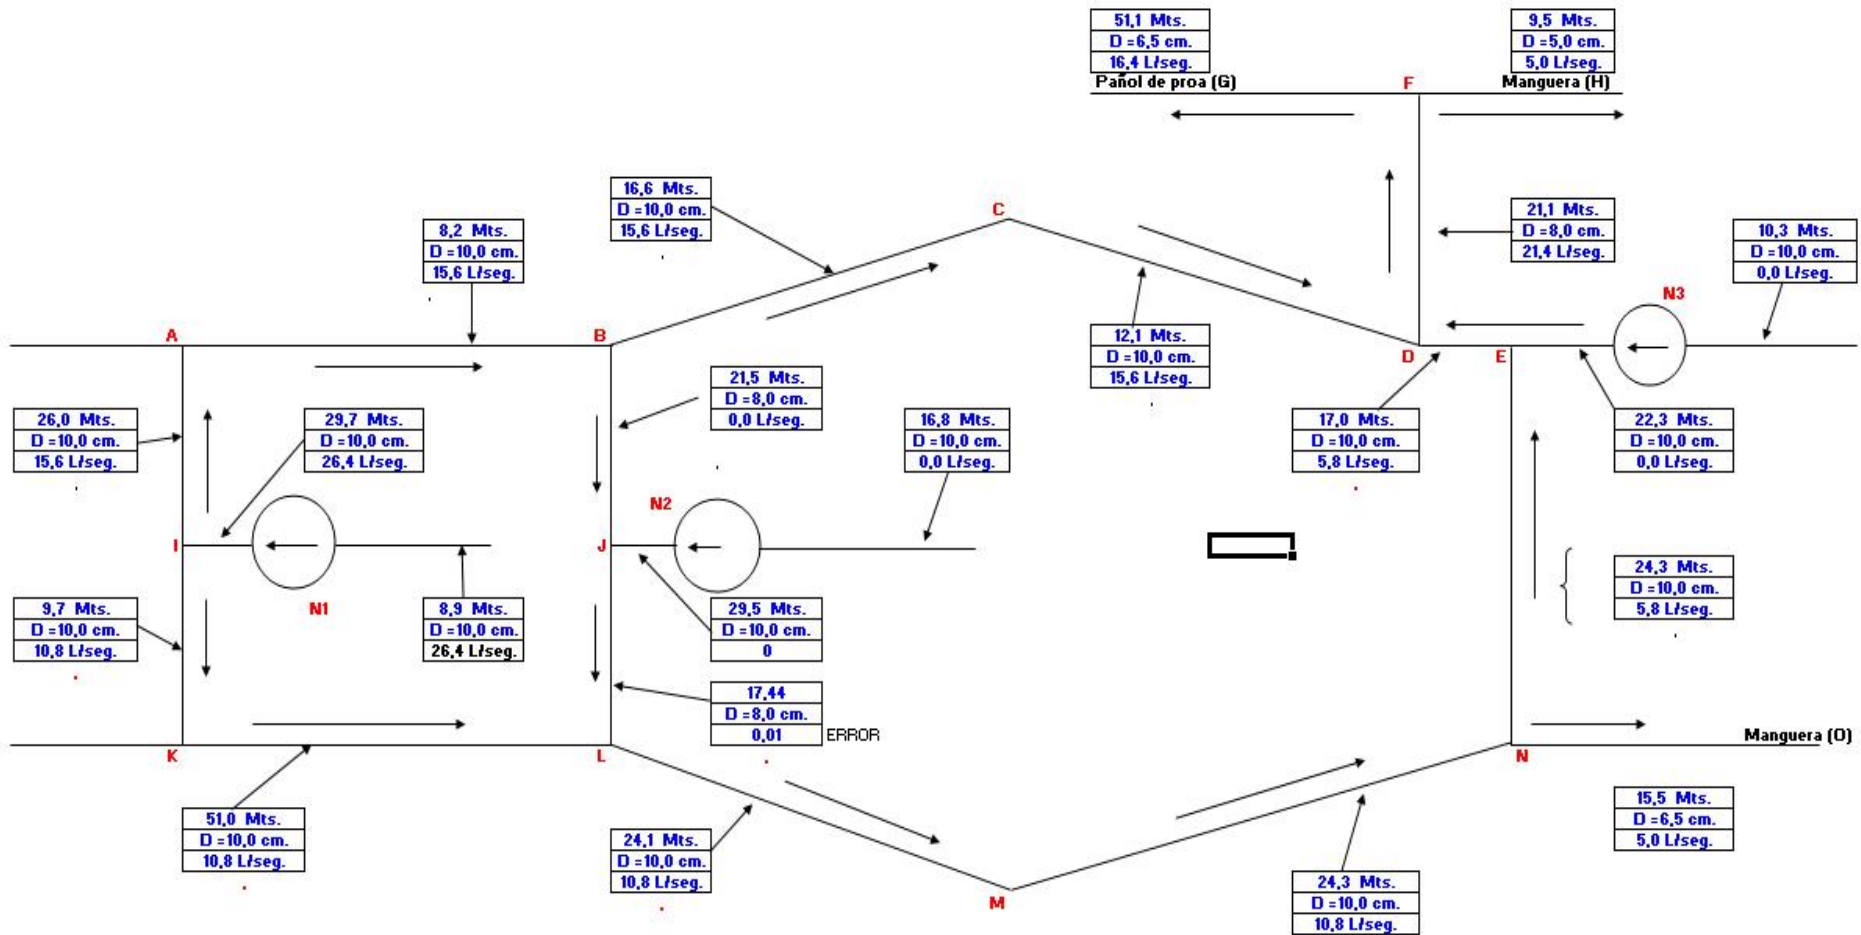 51,1 Mts.
D =6,5 cm.
16,4 L/seg.
Pañol de proa (G)
F
9,5 Mts.
D =5,0 cm.
5,0 L/seg.
Manguera (H)
16,6 Mts.
D =10,0 cm.
15,6 L/seg.
C
21,1 Mts.
D =8,0 cm.
21,4 L/seg.
8,2 Mts.
D =10,0 cm.
15,6 L/seg.
10,3 Mts.
D =10,0 cm.
0,0 L/seg.
N3
A
B
12,1 Mts.
D =10,0 cm.
15,6 L/seg.
D
E
21,5 Mts.
D =8,0 cm.
0,0 L/seg.
26,0 Mts.
D =10,0 cm.
15,6 L/seg.
29,7 Mts.
D =10,0 cm.
26,4 L/seg.
16,8 Mts.
D =10,0 cm.
0,0 L/seg.
17,0 Mts.
D =10,0 cm.
5,8 L/seg.
22,3 Mts.
D =10,0 cm.
0,0 L/seg.
N2
I
J
24,3 Mts.
D =10,0 cm.
5,8 L/seg.
9,7 Mts.
D =10,0 cm.
10,8 L/seg.
N1
8,9 Mts.
D =10,0 cm.
26,4 L/seg.
29,5 Mts.
D =10,0 cm.
0
17,44
D =8,0 cm.
0,01 ERROR
K
L
N
Manguera (O)
51,0 Mts.
D =10,0 cm.
10,8 L/seg.
24,1 Mts.
D =10,0 cm.
10,8 L/seg.
15,5 Mts.
D =6,5 cm.
5,0 L/seg.
M
24,3 Mts.
D =10,0 cm.
10,8 L/seg.